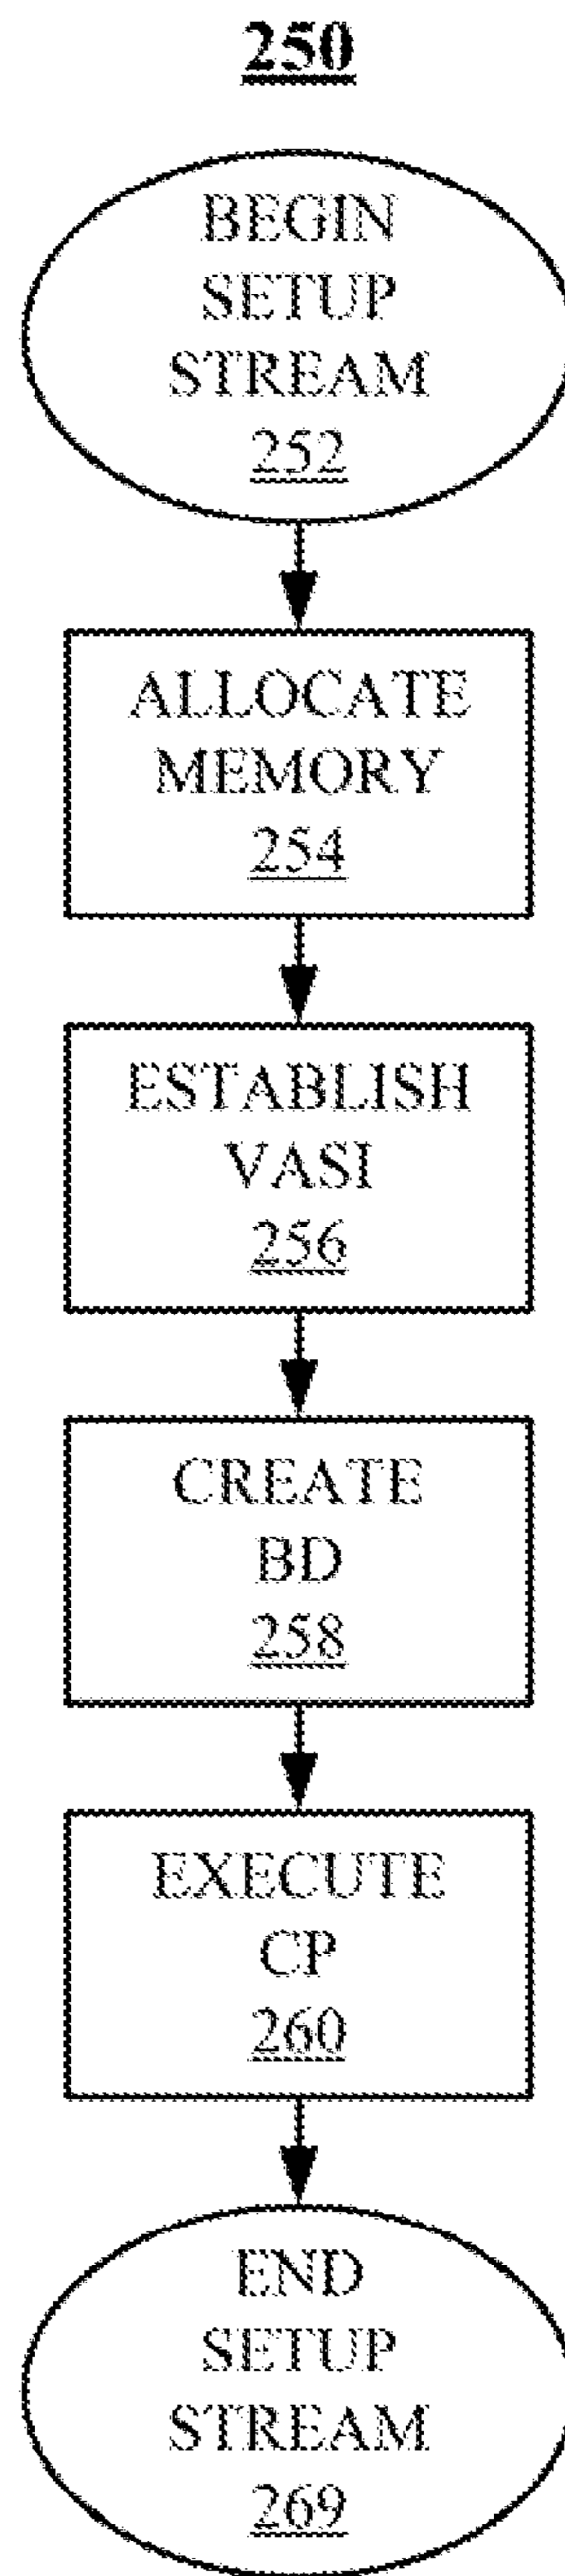 250
BEGIN
SETUP
STREAM
252
ALLOCATE
MEMORY
254
ESTABLISH
VASI
256
CREATE
BD
258
EXECUTE
CP
260
END
SETUP
STREAM
269